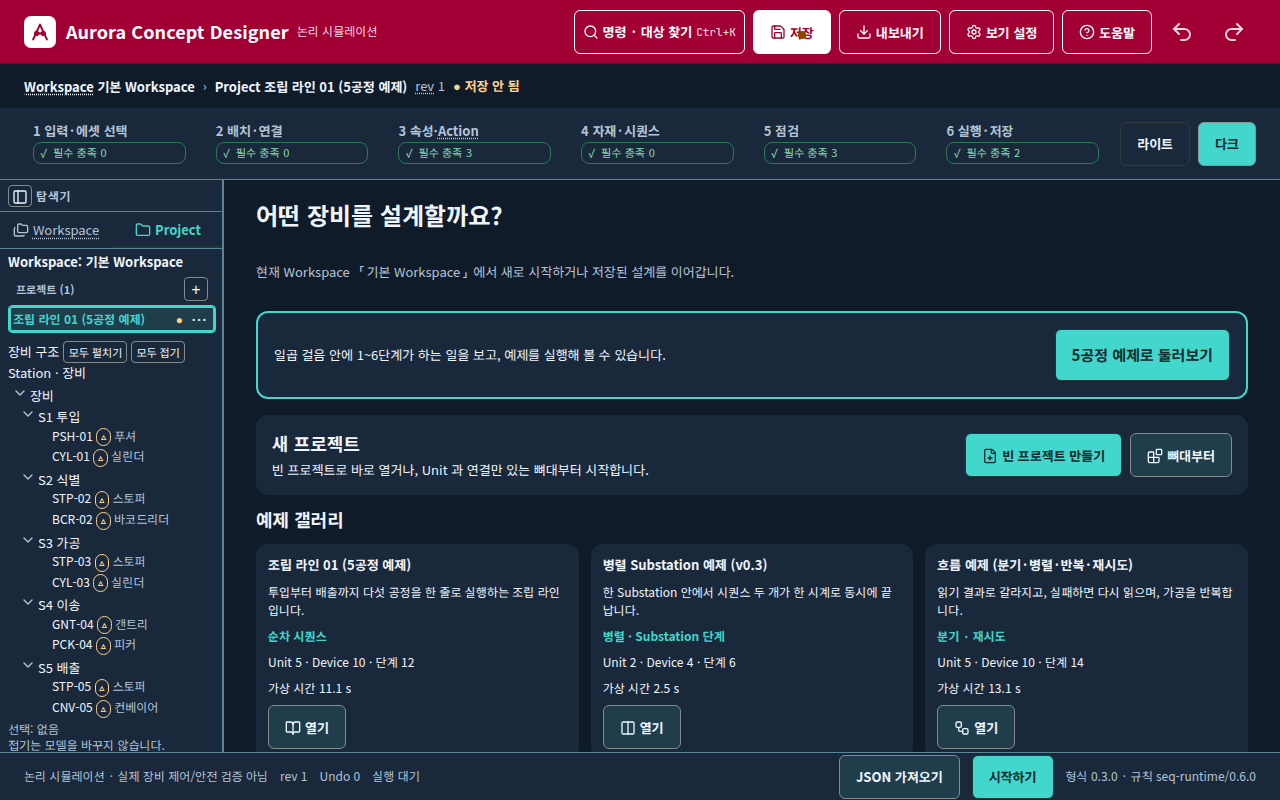 Aurora Concept Designer 논리 시뮬레이션
명령 · 대상 찾기 Ctrl+K
저장
내보내기
보기 설정
도움말
Workspace 기본 Workspace › Project 조립 라인 01 (5공정 예제) rev 1 ● 저장 안 됨
1 입력·에셋 선택
✓ 필수 충족 0
2 배치·연결
✓ 필수 충족 0
3 속성·Action
✓ 필수 충족 3
4 자재·시퀀스
✓ 필수 충족 0
5 점검
✓ 필수 충족 3
6 실행·저장
✓ 필수 충족 2
라이트
다크
탐색기
Workspace
Project
Workspace: 기본 Workspace
프로젝트 (1)
+
조립 라인 01 (5공정 예제) ● ···
장비 구조 모두 펼치기 모두 접기
Station · 장비
장비
S1 투입
PSH-01 푸셔
CYL-01 실린더
S2 식별
STP-02 스토퍼
BCR-02 바코드리더
S3 가공
STP-03 스토퍼
CYL-03 실린더
S4 이송
GNT-04 갠트리
PCK-04 피커
S5 배출
STP-05 스토퍼
CNV-05 컨베이어
선택: 없음
접기는 모델을 바꾸지 않습니다.
어떤 장비를 설계할까요?
현재 Workspace 「기본 Workspace」에서 새로 시작하거나 저장된 설계를 이어갑니다.
일곱 걸음 안에 1~6단계가 하는 일을 보고, 예제를 실행해 볼 수 있습니다.
5공정 예제로 둘러보기
새 프로젝트
빈 프로젝트로 바로 열거나, Unit 과 연결만 있는 뼈대부터 시작합니다.
빈 프로젝트 만들기
뼈대부터
예제 갤러리
조립 라인 01 (5공정 예제)
투입부터 배출까지 다섯 공정을 한 줄로 실행하는 조립 라인
입니다.
순차 시퀀스
Unit 5 · Device 10 · 단계 12
가상 시간 11.1 s
열기
병렬 Substation 예제 (v0.3)
한 Substation 안에서 시퀀스 두 개가 한 시계로 동시에 끝
납니다.
병렬 · Substation 단계
Unit 2 · Device 4 · 단계 6
가상 시간 2.5 s
열기
흐름 예제 (분기·병렬·반복·재시도)
읽기 결과로 갈라지고, 실패하면 다시 읽으며, 가공을 반복합
니다.
분기 · 재시도
Unit 5 · Device 10 · 단계 14
가상 시간 13.1 s
열기
논리 시뮬레이션 · 실제 장비 제어/안전 검증 아님 rev 1 Undo 0 실행 대기
JSON 가져오기
시작하기
형식 0.3.0 · 규칙 seq-runtime/0.6.0